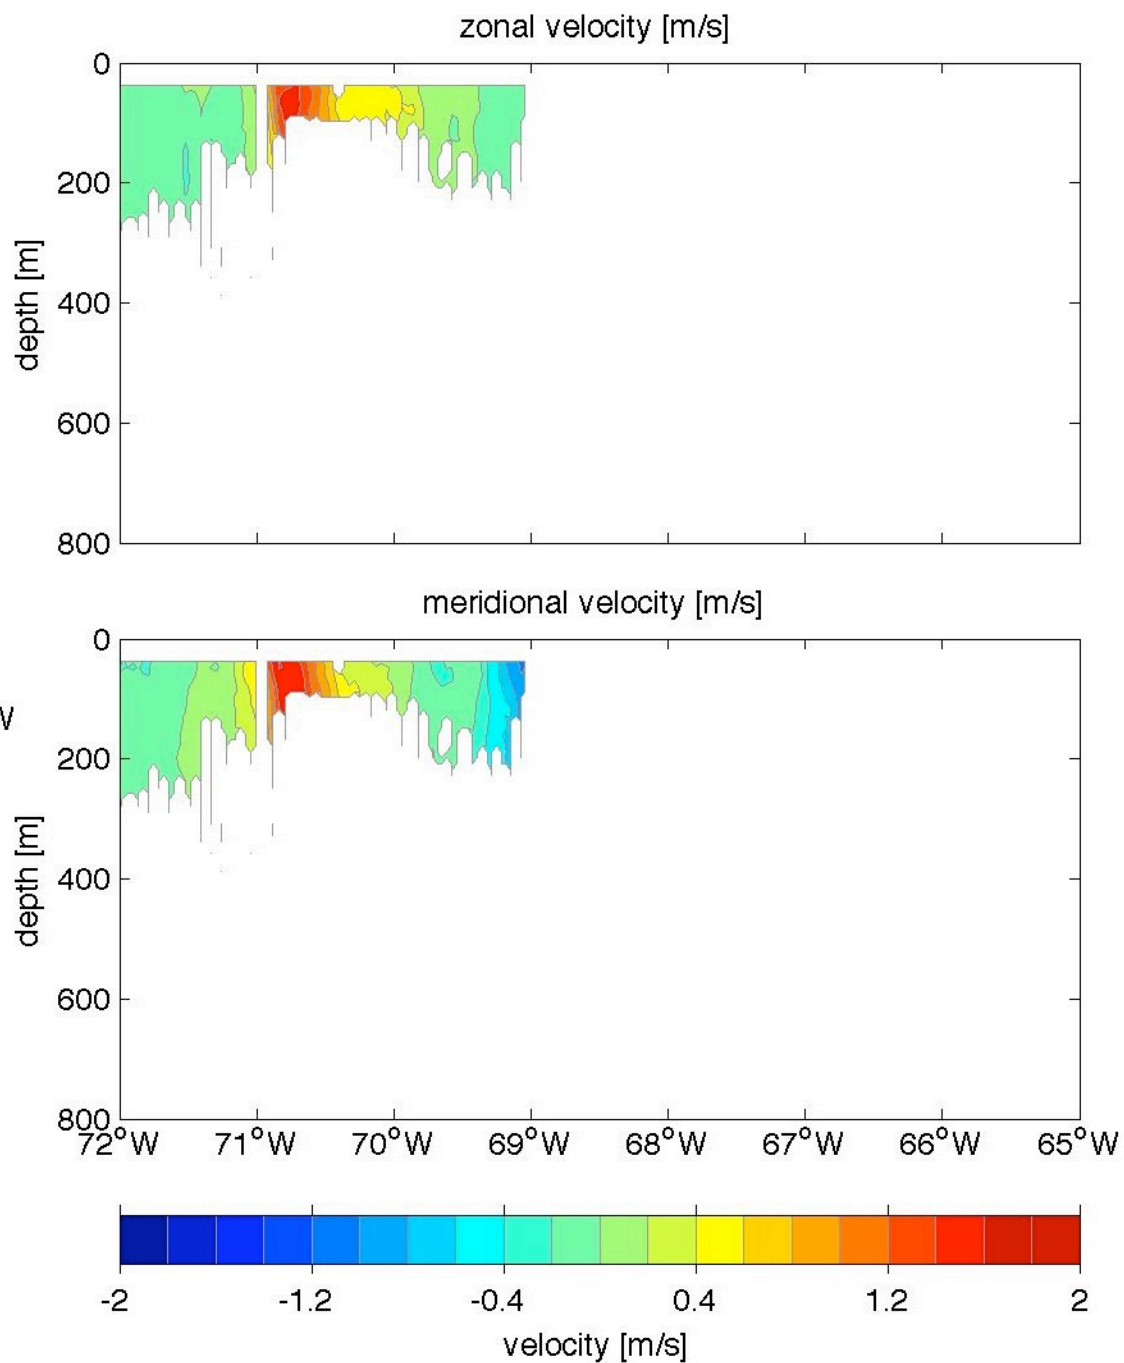 zonal velocity [m/s]
0
200
400
600
800
depth [m]
meridional velocity [m/s]
0
200
400
600
800
depth [m]
W
72°W 71°W 70°W 69°W 68°W 67°W 66°W 65°W
-2 -1.2 -0.4 0.4 1.2 2
velocity [m/s]